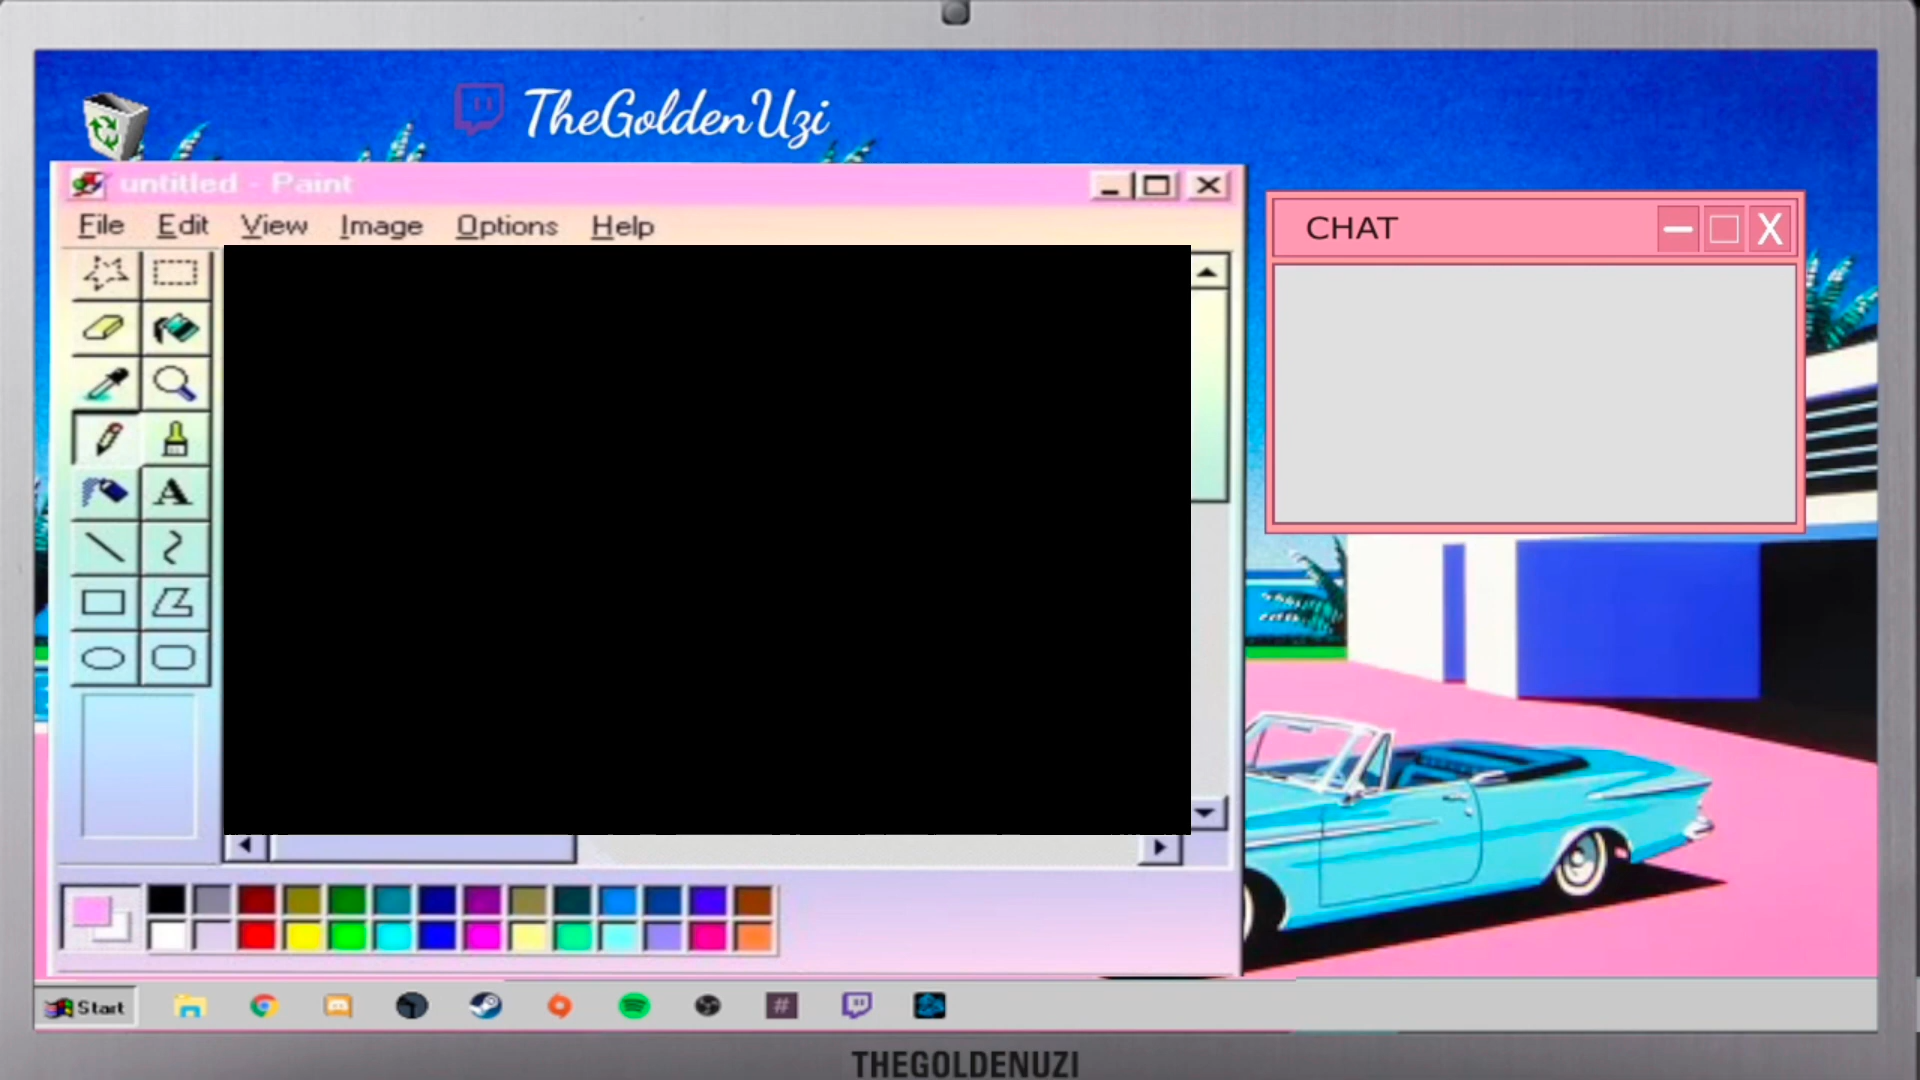 TheGoldenUzi
untitled - Paint
File Edit View Image Options Help
CHAT
X
A
Start
#
THEGOLDENUZI